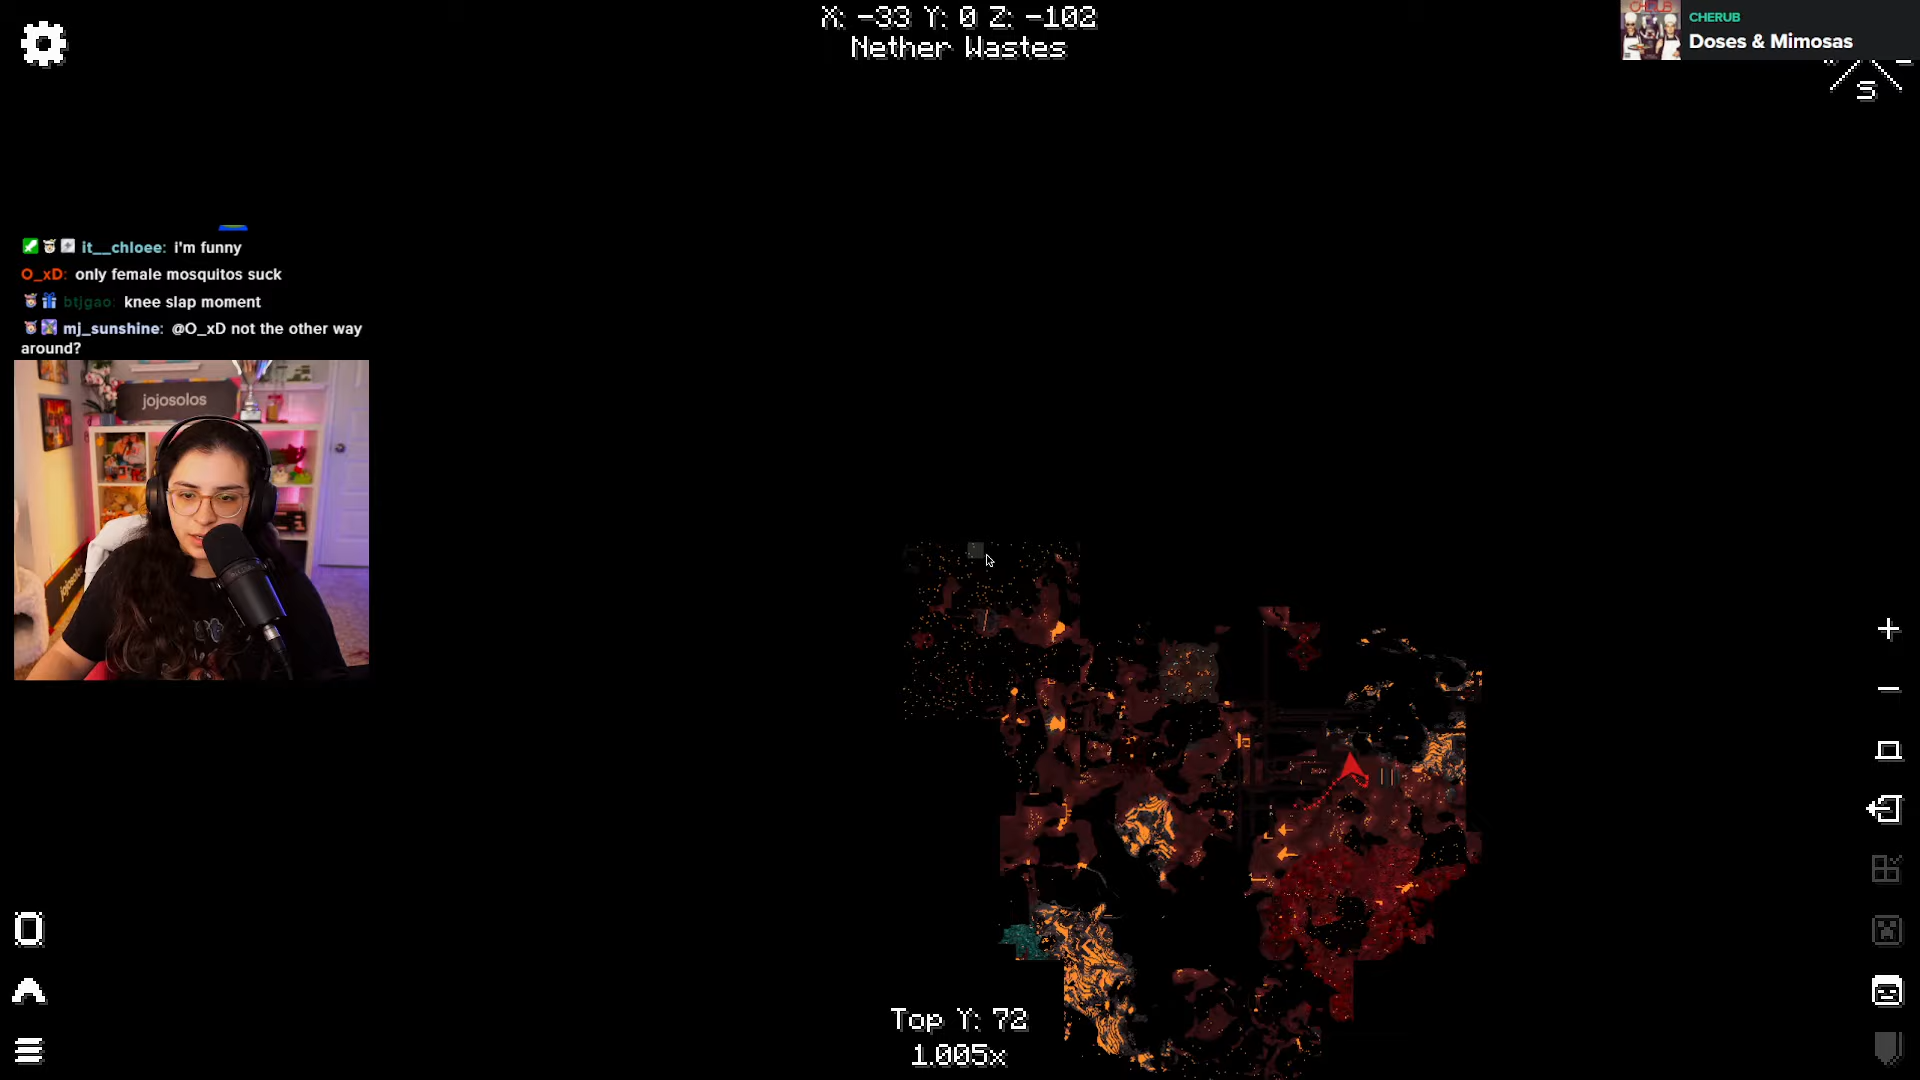 X: -33 Y: 0 Z: -102
Nether Wastes
CHERUB
Doses & Mimosas
S
it__chloee: i'm funny
O_xD: only female mosquitos suck
btjgao: knee slap moment
mj_sunshine: @O_xD not the other way
around?
jojosolos
Top Y: 72
1.005x